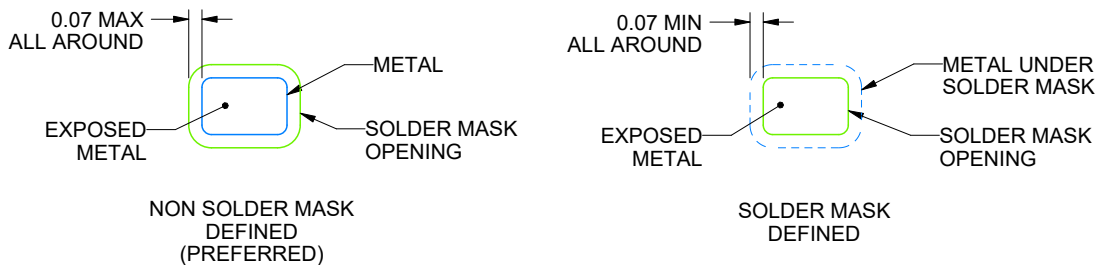 0.07 MAX
ALL AROUND
METAL
EXPOSED
METAL
SOLDER MASK
OPENING
NON SOLDER MASK
DEFINED
(PREFERRED)
0.07 MIN
ALL AROUND
METAL UNDER
SOLDER MASK
EXPOSED
METAL
SOLDER MASK
OPENING
SOLDER MASK
DEFINED